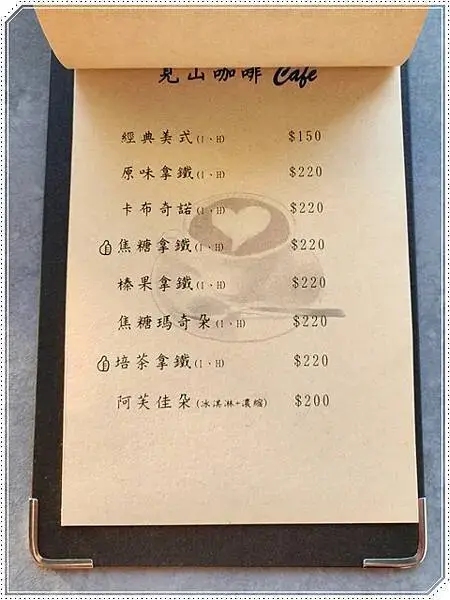 見山咖啡 Cafe
經典美式(I、H) $150
原味拿鐵(I、H) $220
卡布奇諾(I、H) $220
焦糖拿鐵(I、H) $220
榛果拿鐵(I、H) $220
焦糖瑪奇朵(I、H) $220
焙茶拿鐵(I、H) $220
阿芙佳朵(冰淇淋+濃縮) $200